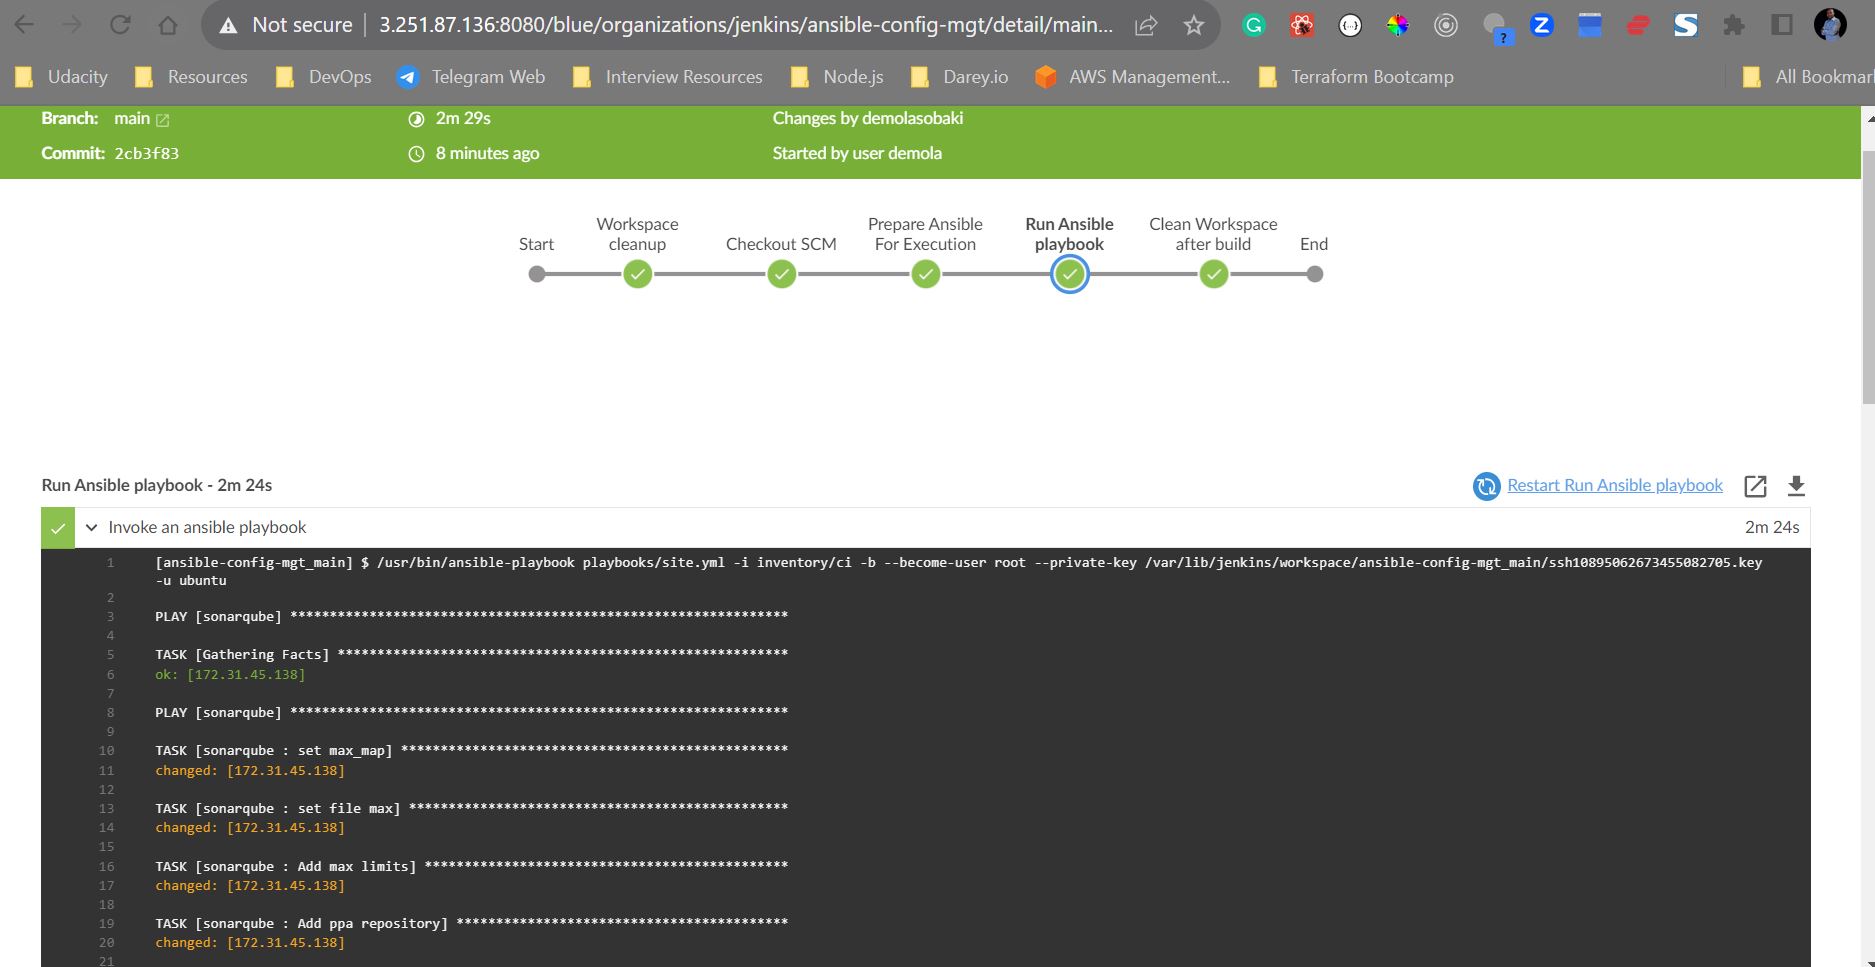 Not secure | 3.251.87.136:8080/blue/organizations/jenkins/ansible-config-mgt/detail/main...
Udacity Resources DevOps Telegram Web Interview Resources Node.js Darey.io AWS Management... Terraform Bootcamp All Bookmar
Branch: main 2m 29s Changes by demolasobaki
Commit: 2cb3f83 8 minutes ago Started by user demola
Start
Workspace
cleanup
Checkout SCM
Prepare Ansible
For Execution
Run Ansible
playbook
Clean Workspace
after build
End
Run Ansible playbook - 2m 24s Restart Run Ansible playbook
Invoke an ansible playbook 2m 24s
1 [ansible-config-mgt_main] $ /usr/bin/ansible-playbook playbooks/site.yml -i inventory/ci -b --become-user root --private-key /var/lib/jenkins/workspace/ansible-config-mgt_main/ssh10895062673455082705.key
-u ubuntu
2
3 PLAY [sonarqube] ***************************************************************
4
5 TASK [Gathering Facts] *********************************************************
6 ok: [172.31.45.138]
7
8 PLAY [sonarqube] ***************************************************************
9
10 TASK [sonarqube : set max_map] *************************************************
11 changed: [172.31.45.138]
12
13 TASK [sonarqube : set file max] ************************************************
14 changed: [172.31.45.138]
15
16 TASK [sonarqube : Add max limits] **********************************************
17 changed: [172.31.45.138]
18
19 TASK [sonarqube : Add ppa repository] ******************************************
20 changed: [172.31.45.138]
21